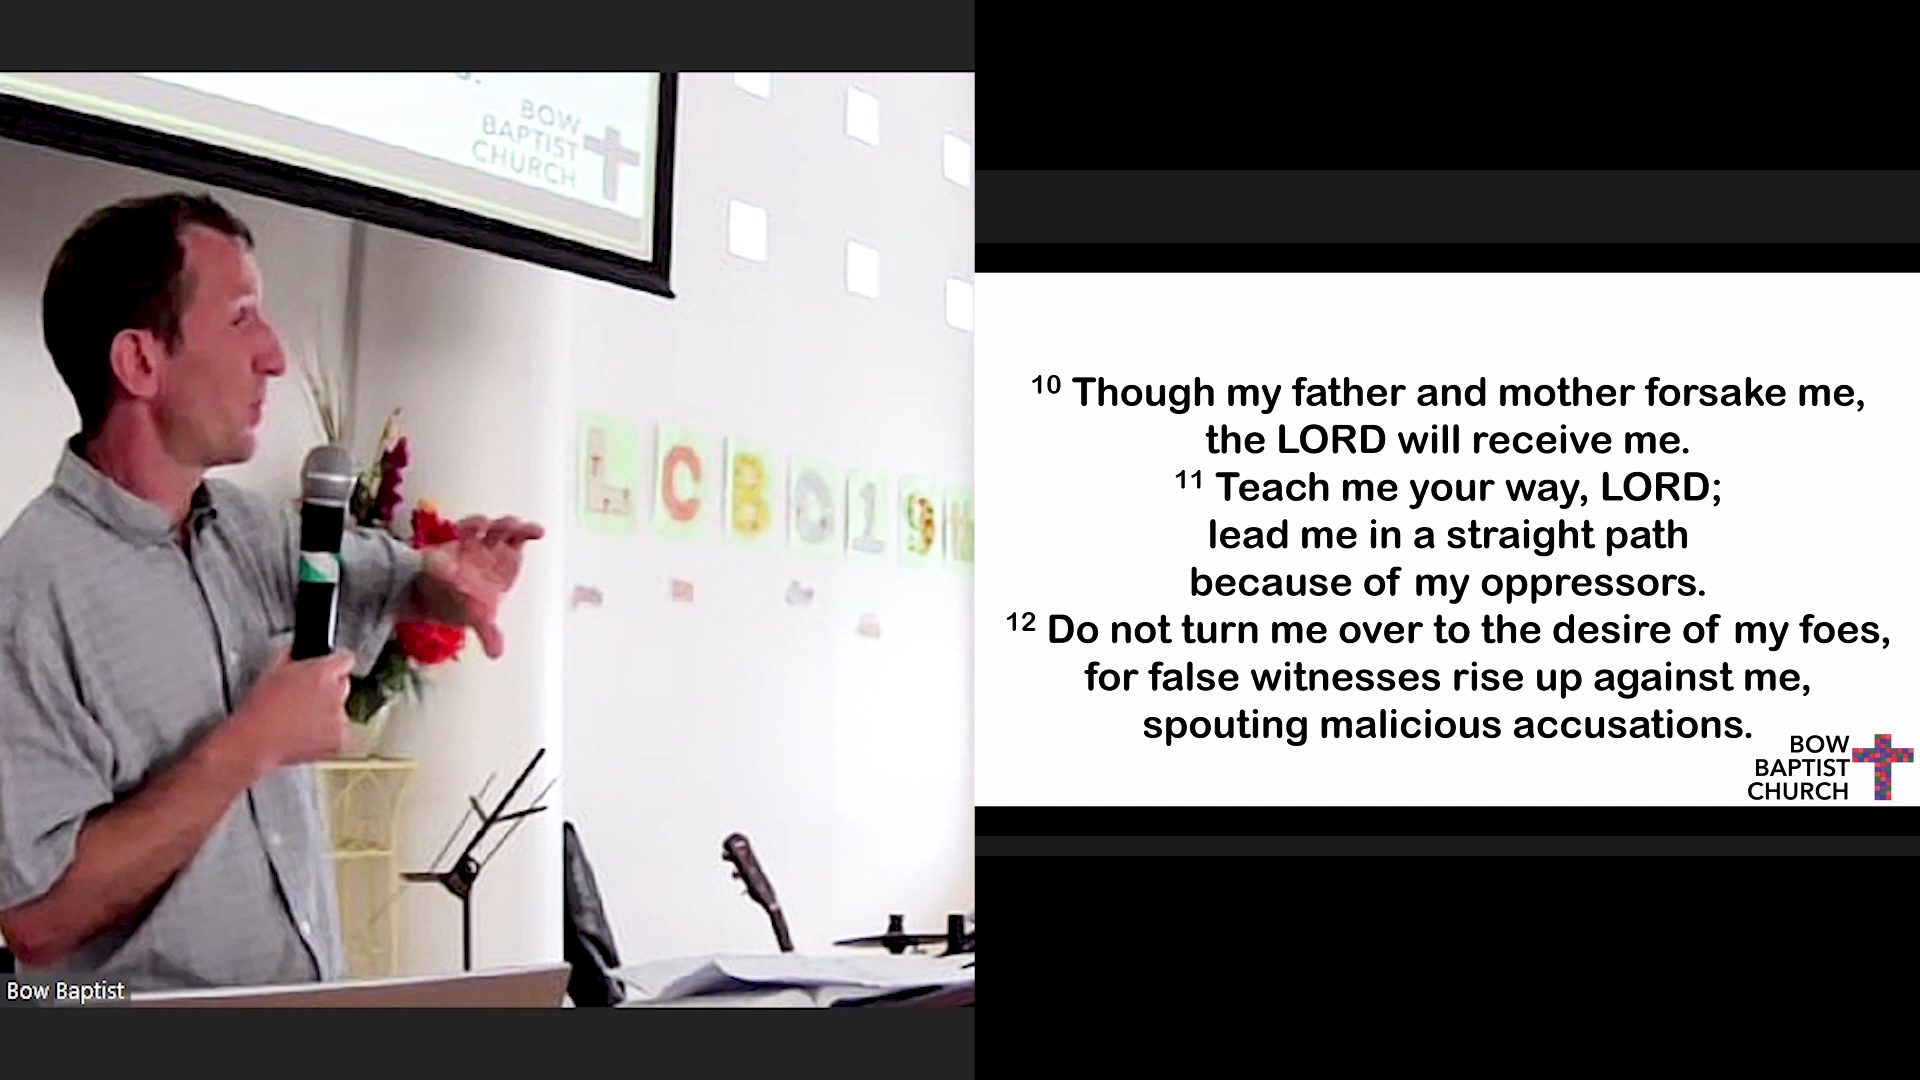 BOW
BAPTIST
CHURCH
L C B O 1 9 th
Bow Baptist
10 Though my father and mother forsake me,
the LORD will receive me.
11 Teach me your way, LORD;
lead me in a straight path
because of my oppressors.
12 Do not turn me over to the desire of my foes,
for false witnesses rise up against me,
spouting malicious accusations.
BOW
BAPTIST
CHURCH